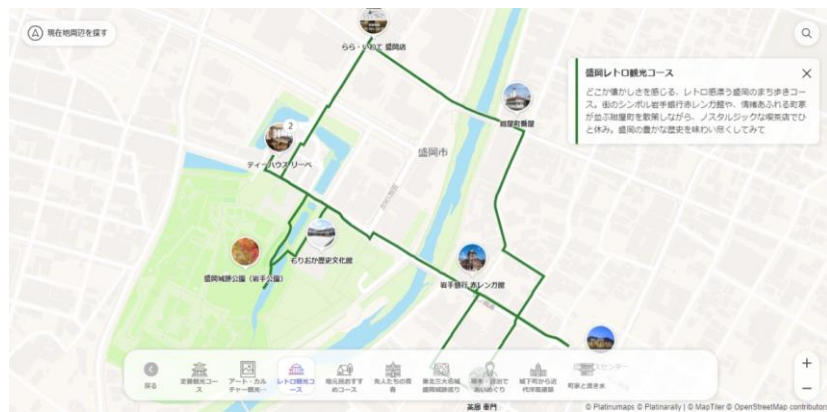 現在地周辺を探す
らら・いわて 盛岡店
盛岡レトロ観光コース
どこか懐かしさを感じる、レトロ感漂う盛岡のまち歩きコー
ス。街のシンボル岩手銀行赤レンガ館や、情緒あふれる町家
が並ぶ紺屋町を散策しながら、ノスタルジックな喫茶店でひ
と休み。盛岡の豊かな歴史を味わい尽くしてみて
紺屋町番屋
2
ティーハウス リーベ
盛岡市
もりおか歴史文化館
盛岡城跡公園（岩手公園）
岩手銀行 赤レンガ館
戻る
定番観光コー
ス
アート・カル
チャー観光…
レトロ観光コ
ース
地元民おすす
めコース
先人たちの青
春
東北三大名城
盛岡城跡巡り
城下町から近
代洋風建築
町家と湧き水
茶廊 車門
© Platinumaps © Platinarally | © MapTiler © OpenStreetMap contributors